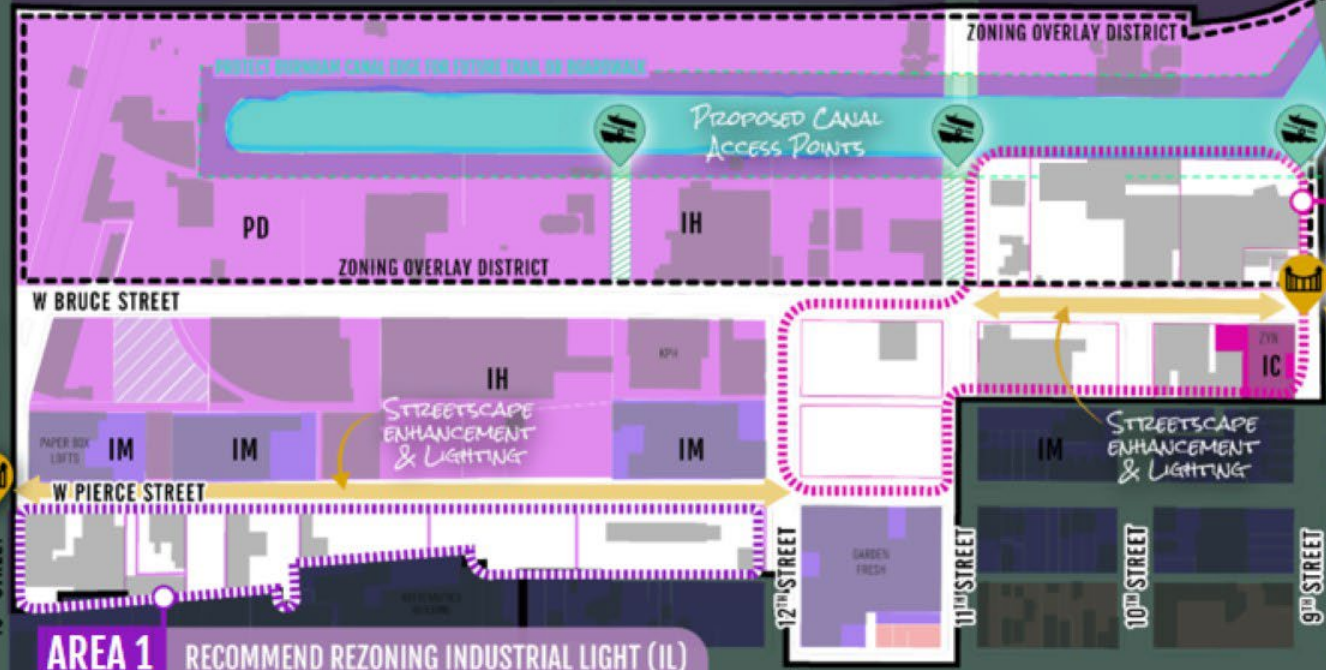 ZONING OVERLAY DISTRICT
PROTECT BURNHAM CANAL EDGE FOR FUTURE TRAIL OR BOARDWALK
PROPOSED CANAL
ACCESS POINTS
PD
IH
ZONING OVERLAY DISTRICT
W BRUCE STREET
KPH
ZYN
IC
IH
STREETSCAPE
ENHANCEMENT
& LIGHTING
STREETSCAPE
ENHANCEMENT
& LIGHTING
PAPER BOX
LOFTS
IM
IM
IM
IM
W PIERCE STREET
GARDEN
FRESH
12TH STREET
11TH STREET
10TH STREET
9TH STREET
AREA 1
RECOMMEND REZONING INDUSTRIAL LIGHT (IL)